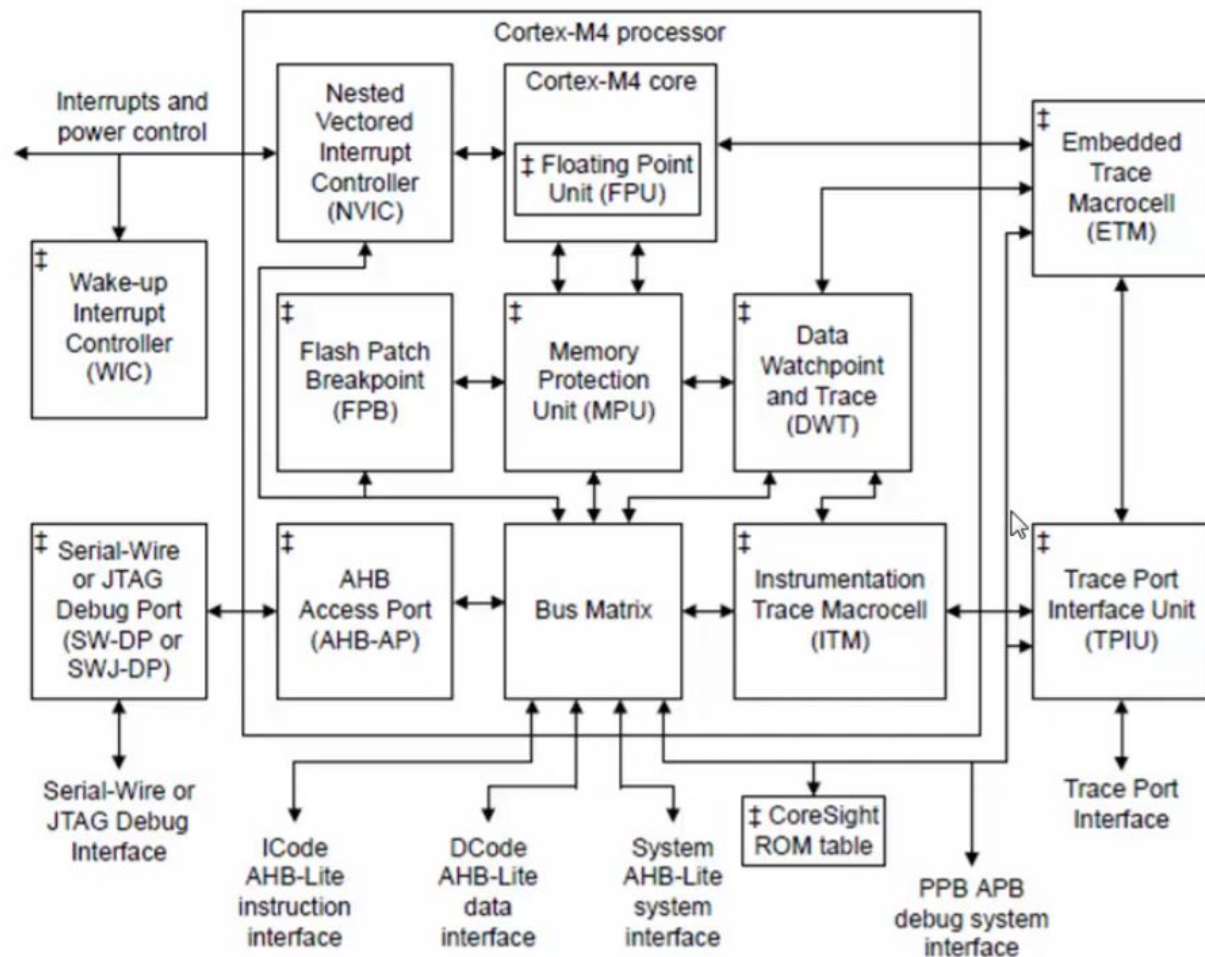 Cortex-M4 processor
Interrupts and
power control
Nested
Vectored
Interrupt
Controller
(NVIC)
Cortex-M4 core
‡ Floating Point
Unit (FPU)
‡
Embedded
Trace
Macrocell
(ETM)
‡
Wake-up
Interrupt
Controller
(WIC)
‡
Flash Patch
Breakpoint
(FPB)
‡
Memory
Protection
Unit (MPU)
‡
Data
Watchpoint
and Trace
(DWT)
‡
Serial-Wire
or JTAG
Debug Port
(SW-DP or
SWJ-DP)
‡
AHB
Access Port
(AHB-AP)
Bus Matrix
‡
Instrumentation
Trace Macrocell
(ITM)
‡
Trace Port
Interface Unit
(TPIU)
Serial-Wire or
JTAG Debug
Interface
ICode
AHB-Lite
instruction
interface
DCode
AHB-Lite
data
interface
System
AHB-Lite
system
interface
‡ CoreSight
ROM table
PPB APB
debug system
interface
Trace Port
Interface